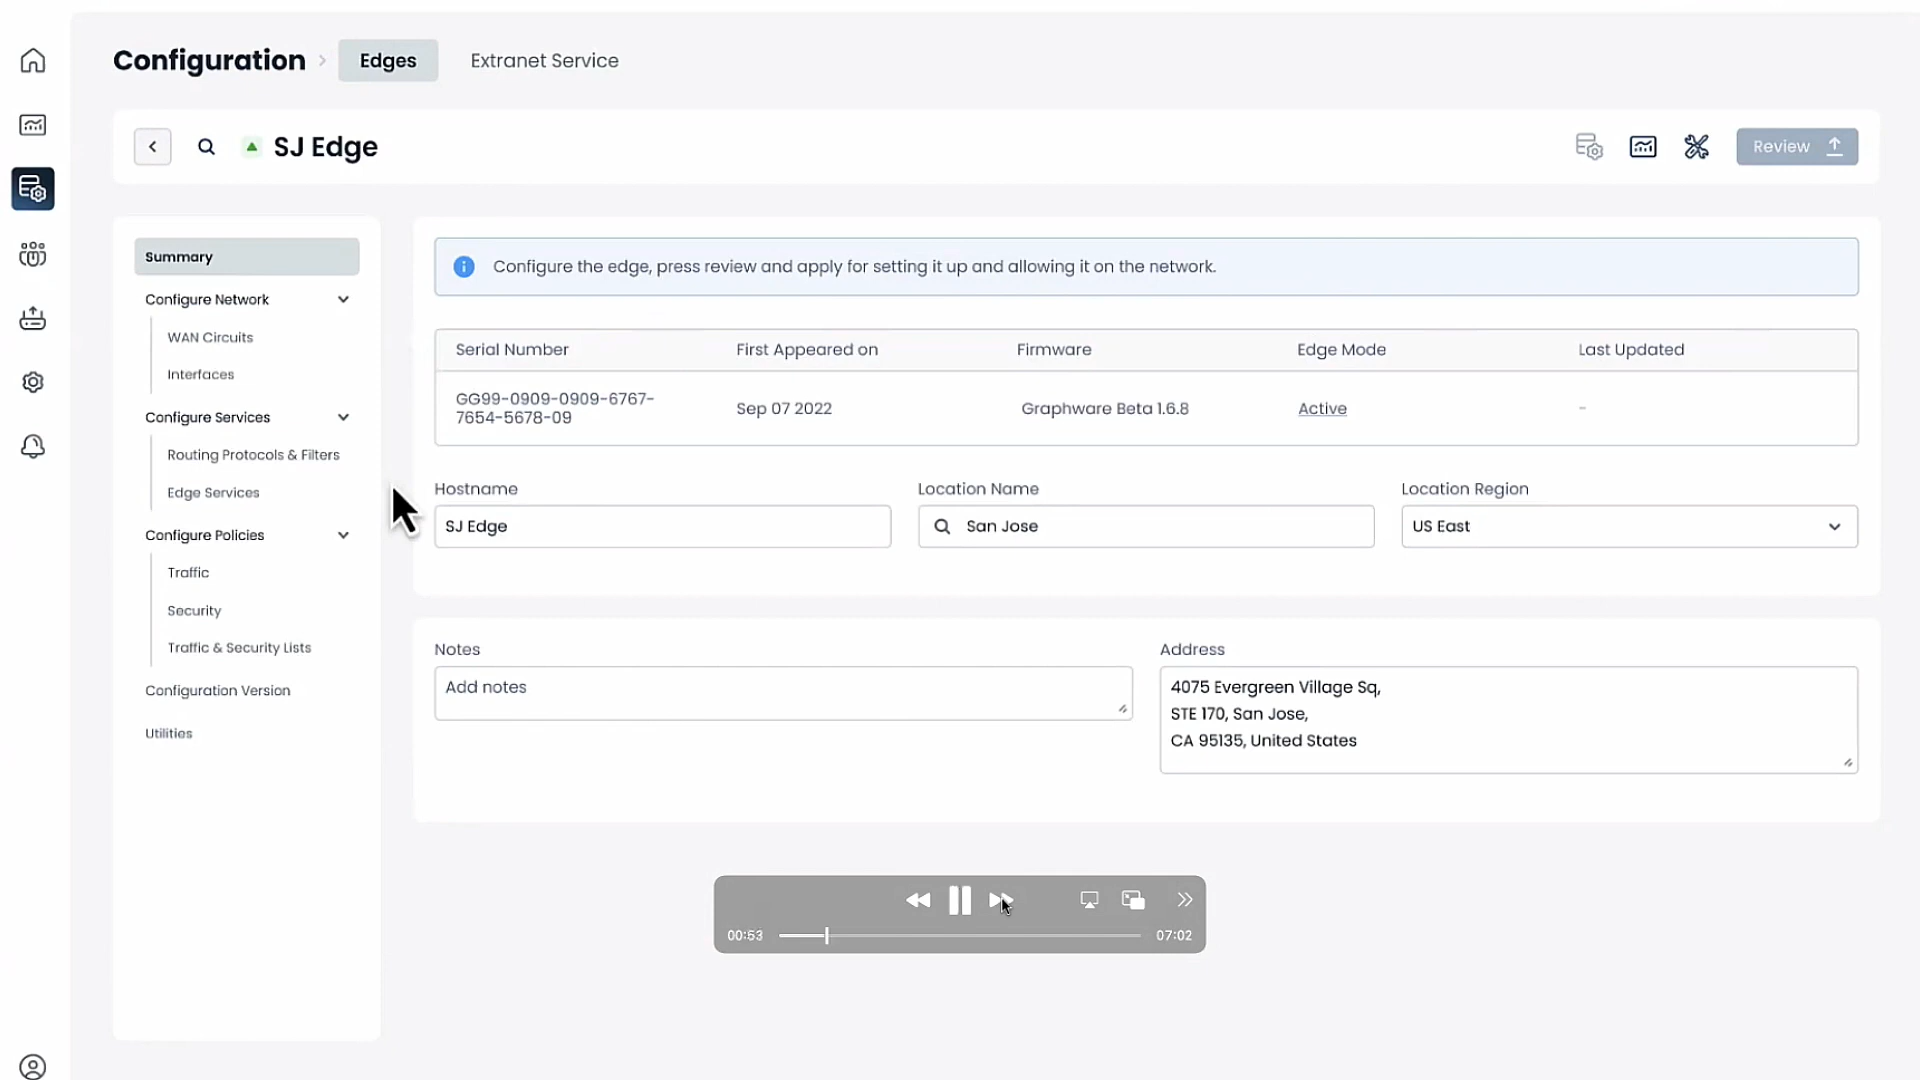 Configuration
Edges
Extranet Service
SJ Edge
Review
Summary
Configure Network
WAN Circuits
Interfaces
Configure Services
Routing Protocols & Filters
Edge Services
Configure Policies
Traffic
Security
Traffic & Security Lists
Configuration Version
Utilities
Configure the edge, press review and apply for setting it up and allowing it on the network.
Serial Number First Appeared on Firmware Edge Mode Last Updated
GG99-0909-0909-6767-
7654-5678-09
Sep 07 2022 Graphware Beta 1.6.8 Active -
Hostname
SJ Edge
Location Name
San Jose
Location Region
US East
Notes
Add notes
Address
4075 Evergreen Village Sq,
STE 170, San Jose,
CA 95135, United States
00:53
07:02